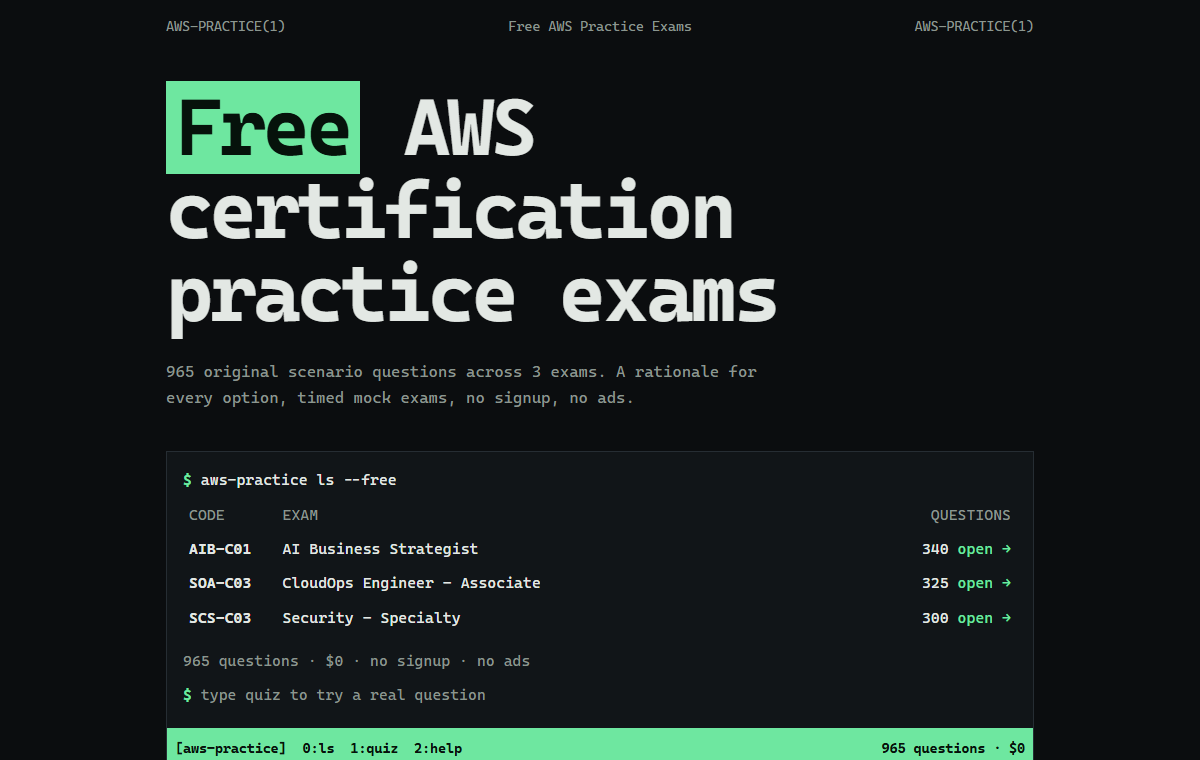 AWS-PRACTICE(1) Free AWS Practice Exams AWS-PRACTICE(1)
Free AWS
certification
practice exams
965 original scenario questions across 3 exams. A rationale for
every option, timed mock exams, no signup, no ads.
$ aws-practice ls --free
CODE EXAM QUESTIONS
AIB-C01 AI Business Strategist 340 open →
SOA-C03 CloudOps Engineer - Associate 325 open →
SCS-C03 Security - Specialty 300 open →
965 questions · $0 · no signup · no ads
$ type quiz to try a real question
[aws-practice] 0:ls 1:quiz 2:help 965 questions · $0